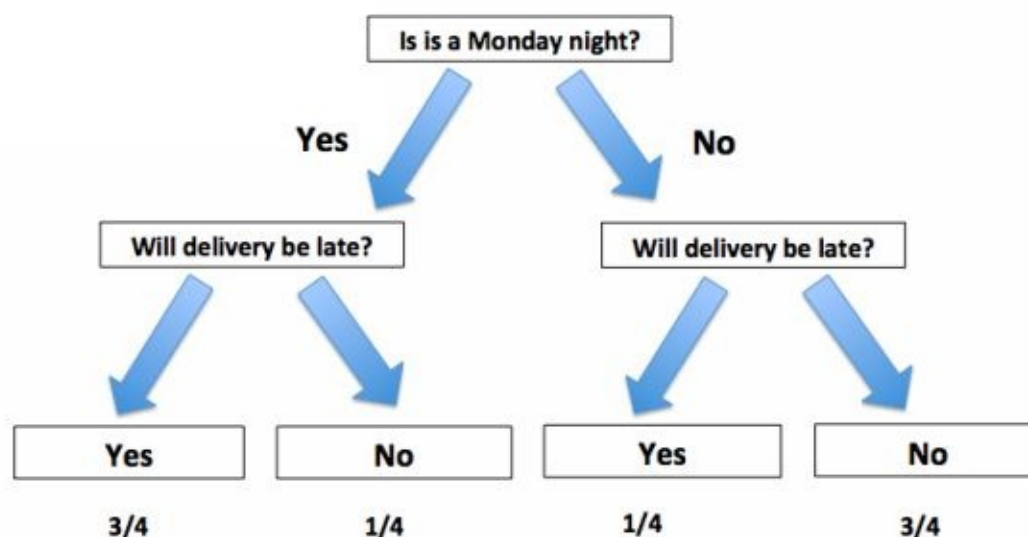 Is is a Monday night?
Yes
No
Will delivery be late?
Will delivery be late?
Yes
No
Yes
No
3/4
1/4
1/4
3/4